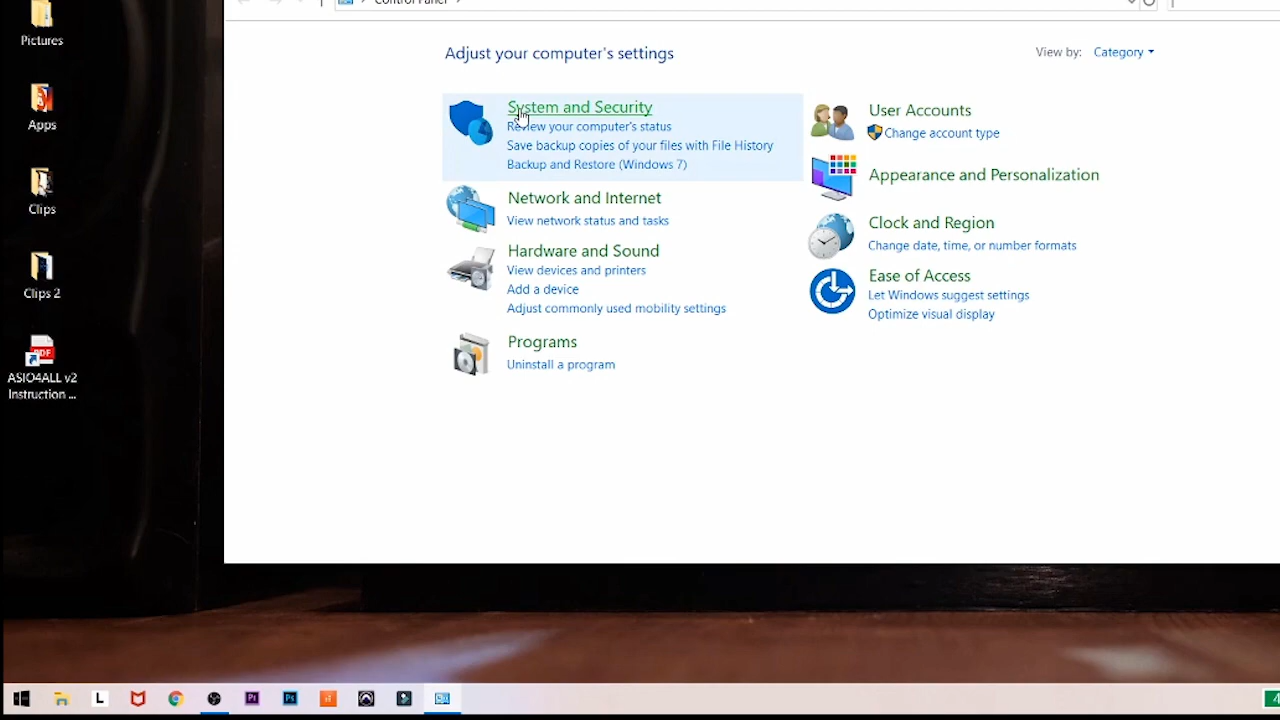 Control Panel
Pictures
Apps
Clips
Clips 2
PDF
ASIO4ALL v2
Instruction ...
Adjust your computer's settings
View by: Category
System and Security
Review your computer's status
Save backup copies of your files with File History
Backup and Restore (Windows 7)
Network and Internet
View network status and tasks
Hardware and Sound
View devices and printers
Add a device
Adjust commonly used mobility settings
Programs
Uninstall a program
User Accounts
Change account type
Appearance and Personalization
Clock and Region
Change date, time, or number formats
Ease of Access
Let Windows suggest settings
Optimize visual display
L
Pr
Ps